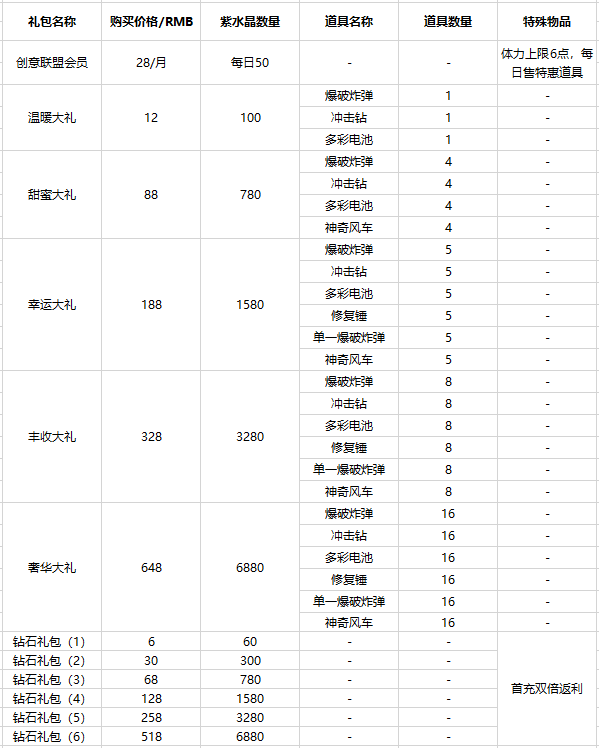 礼包名称 购买价格/RMB 紫水晶数量 道具名称 道具数量 特殊物品
创意联盟会员 28/月 每日50 - - 体力上限6点，每日售特惠道具
温暖大礼 12 100 爆破炸弹 1 -
冲击钻 1 -
多彩电池 1 -
甜蜜大礼 88 780 爆破炸弹 4 -
冲击钻 4 -
多彩电池 4 -
神奇风车 4 -
幸运大礼 188 1580 爆破炸弹 5 -
冲击钻 5 -
多彩电池 5 -
修复锤 5 -
单一爆破炸弹 5 -
神奇风车 5 -
丰收大礼 328 3280 爆破炸弹 8 -
冲击钻 8 -
多彩电池 8 -
修复锤 8 -
单一爆破炸弹 8 -
神奇风车 8 -
奢华大礼 648 6880 爆破炸弹 16 -
冲击钻 16 -
多彩电池 16 -
修复锤 16 -
单一爆破炸弹 16 -
神奇风车 16 -
钻石礼包（1） 6 60 - - 首充双倍返利
钻石礼包（2） 30 300 - -
钻石礼包（3） 68 780 - -
钻石礼包（4） 128 1580 - -
钻石礼包（5） 258 3280 - -
钻石礼包（6） 518 6880 - -